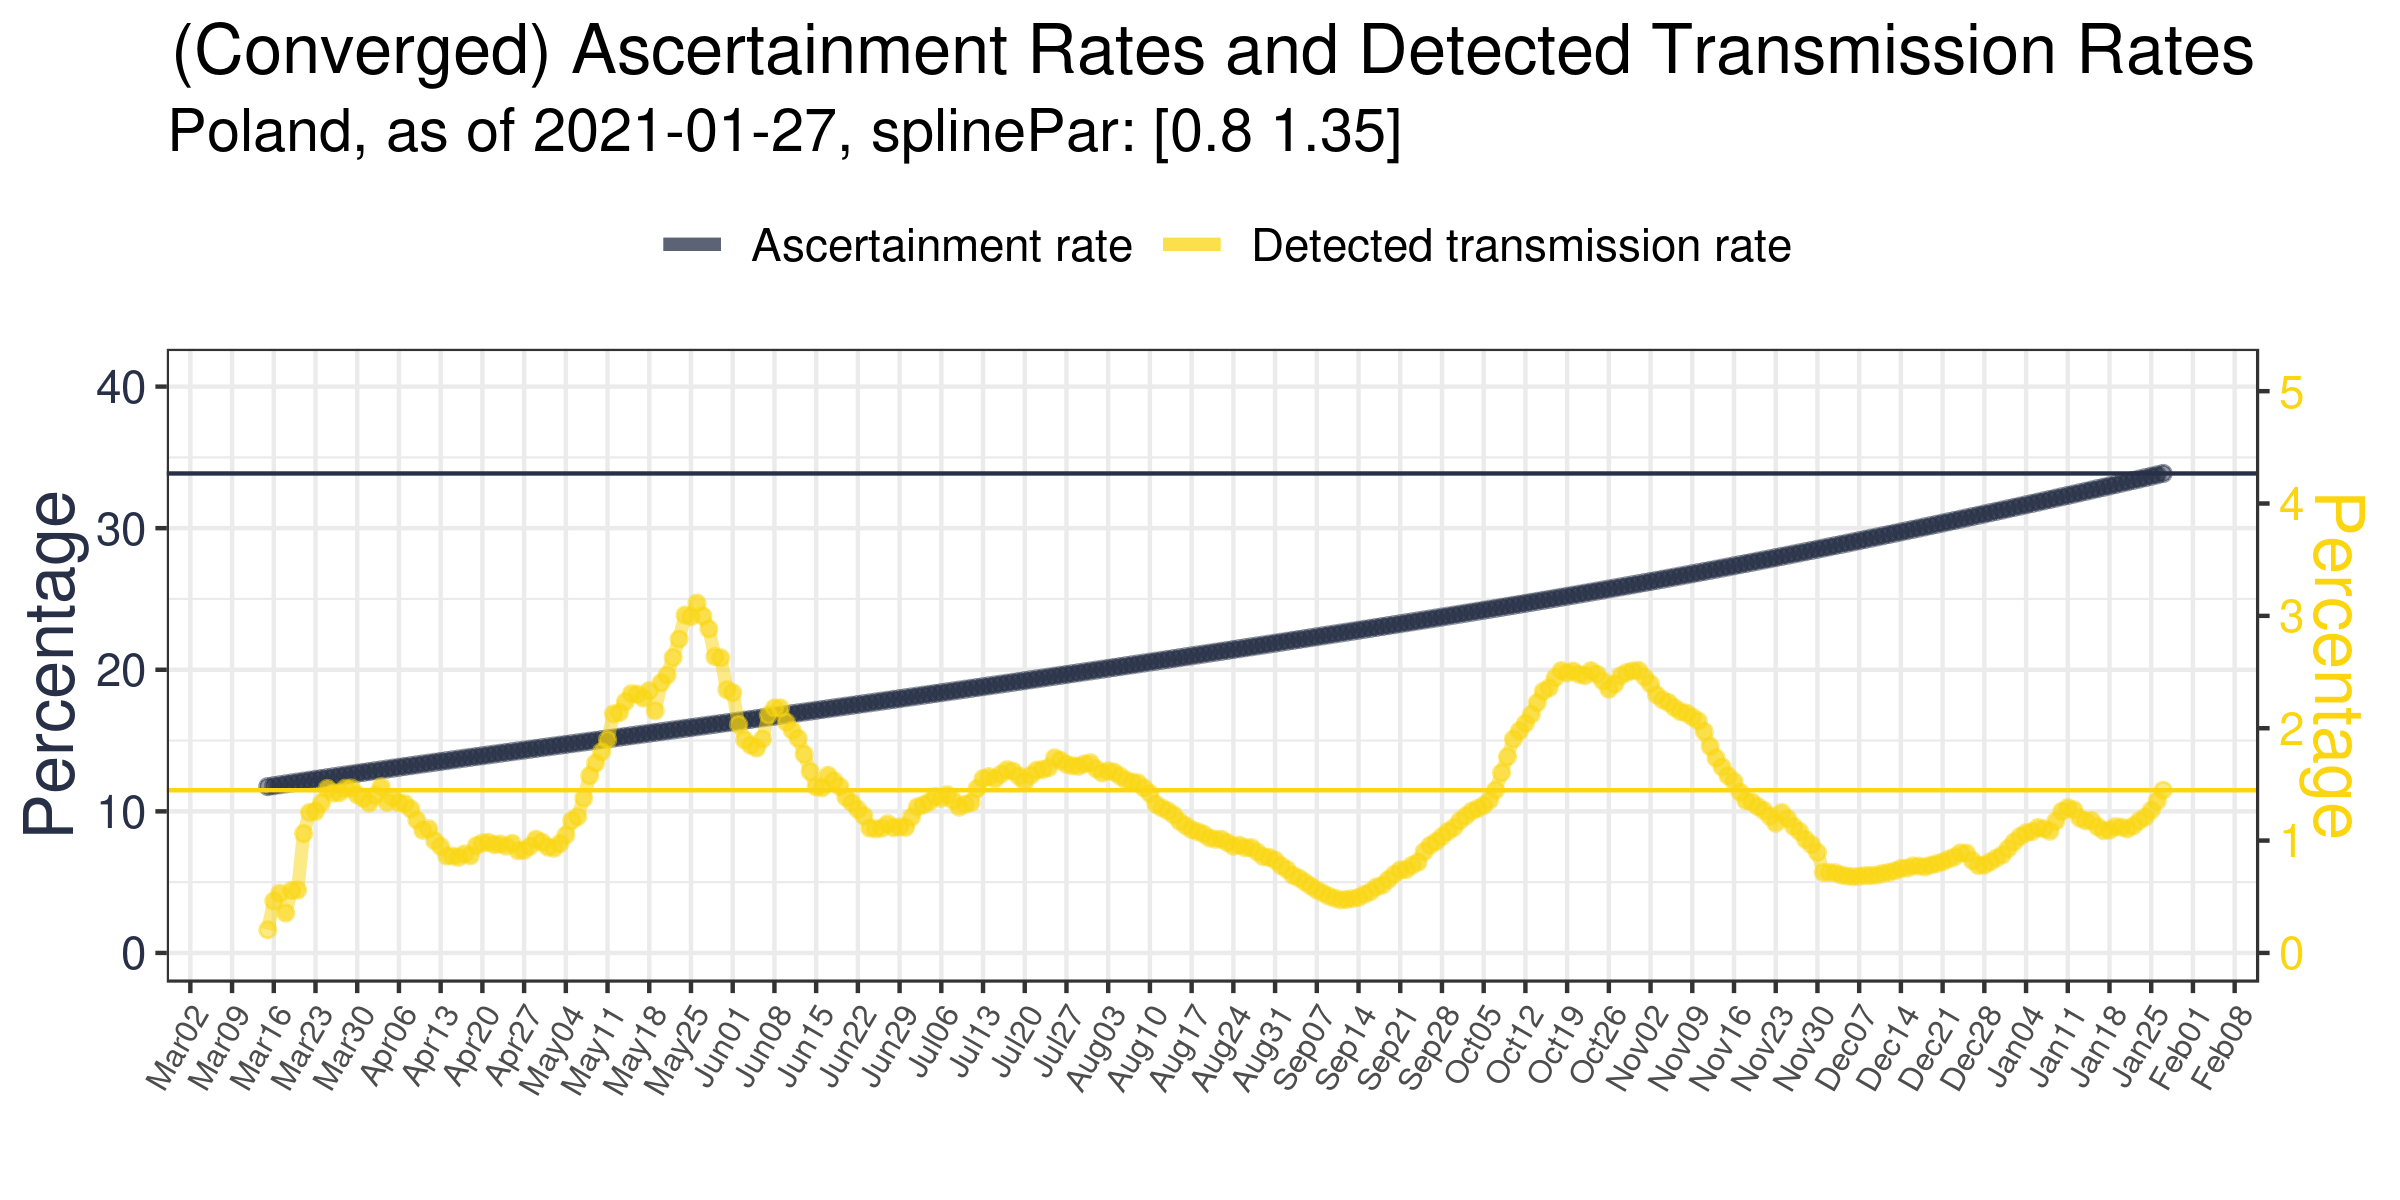 (Converged) Ascertainment Rates and Detected Transmission Rates
Poland, as of 2021-01-27, splinePar: [0.8 1.35]
Ascertainment rate Detected transmission rate
Percentage
40
30
20
10
0
5
4
3
2
1
0
Percentage
Mar02 Mar09 Mar16 Mar23 Mar30 Apr06 Apr13 Apr20 Apr27 May04 May11 May18 May25 Jun01 Jun08 Jun15 Jun22 Jun29 Jul06 Jul13 Jul20 Jul27 Aug03 Aug10 Aug17 Aug24 Aug31 Sep07 Sep14 Sep21 Sep28 Oct05 Oct12 Oct19 Oct26 Nov02 Nov09 Nov16 Nov23 Nov30 Dec07 Dec14 Dec21 Dec28 Jan04 Jan11 Jan18 Jan25 Feb01 Feb08